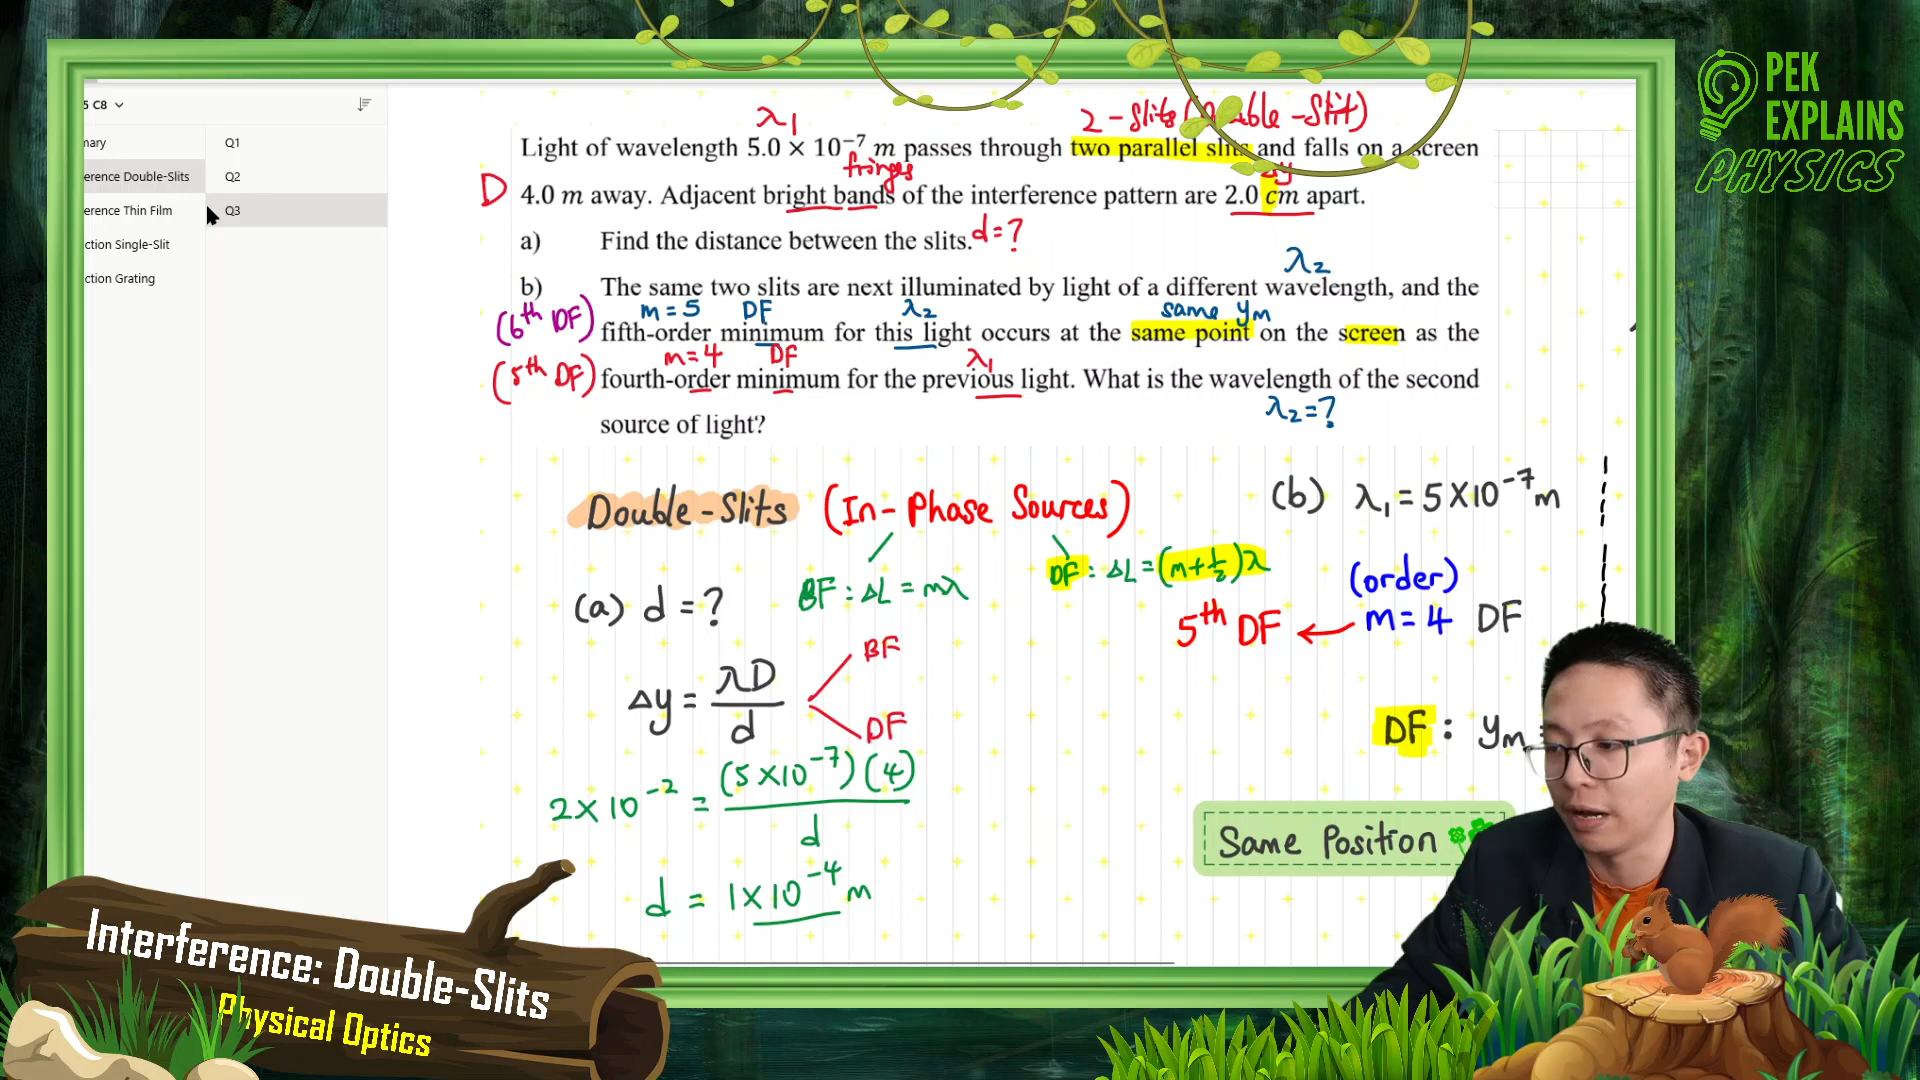 PEK
EXPLAINS
PHYSICS
5 C8
mary
erence Double-Slits
erence Thin Film
ction Single-Slit
ction Grating
Q1
Q2
Q3
λ1
2-Slits (Double-Slit)
Light of wavelength 5.0 × 10⁻⁷ m passes through two parallel slits and falls on a screen
fringes
Δy
D 4.0 m away. Adjacent bright bands of the interference pattern are 2.0 cm apart.
a) Find the distance between the slits. d=?
λ2
b) The same two slits are next illuminated by light of a different wavelength, and the
m=5 DF λ2 same ym
(6th DF) fifth-order minimum for this light occurs at the same point on the screen as the
m=4 DF λ1
(5th DF) fourth-order minimum for the previous light. What is the wavelength of the second
λ2=?
source of light?
Double-Slits (In-Phase Sources)
BF : ΔL = mλ
DF : ΔL = (m+½)λ
(a) d = ?
Δy = λD/d
BF
DF
2×10⁻² = (5×10⁻⁷)(4)/d
d = 1×10⁻⁴ m
(b) λ1 = 5×10⁻⁷ m
(order)
5th DF ← m=4 DF
DF : ym
Same Position
Interference: Double-Slits
Physical Optics